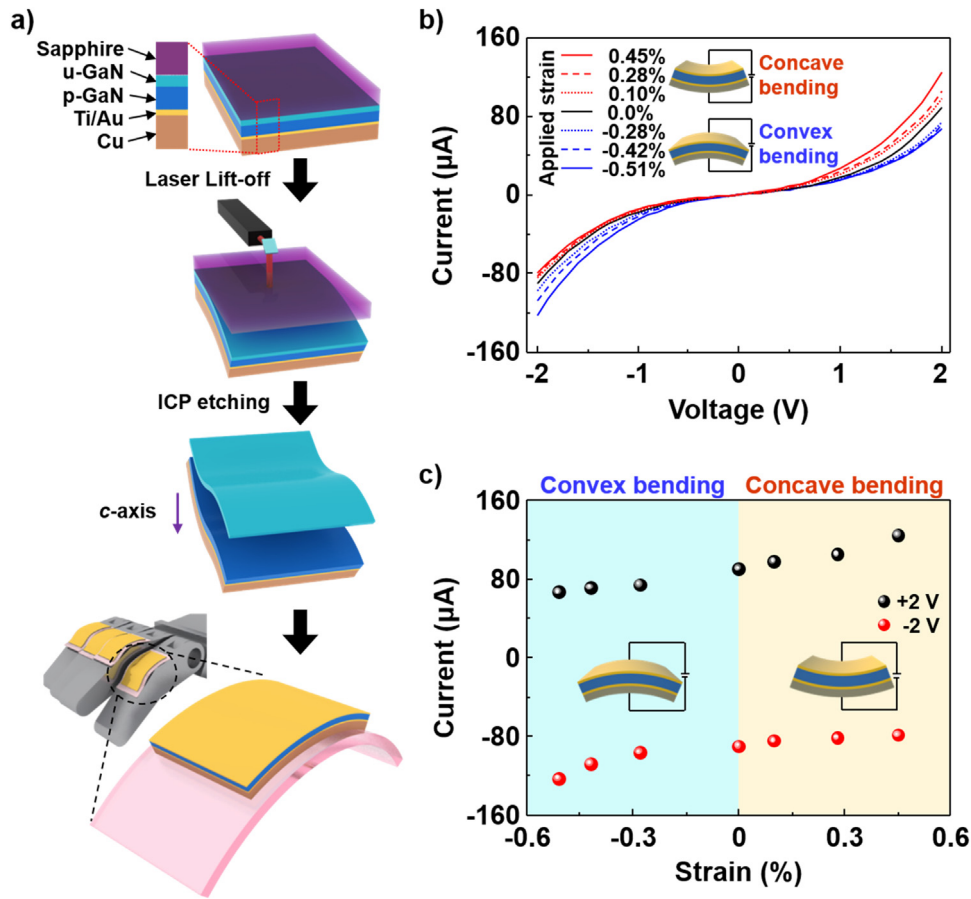 a)
Sapphire
u-GaN
p-GaN
Ti/Au
Cu
Laser Lift-off
ICP etching
c-axis
b)
160
80
0
-80
-160
Current (µA)
Applied strain
0.45%
0.28%
0.10%
0.0%
-0.28%
-0.42%
-0.51%
Concave
bending
Convex
bending
-2
-1
0
1
2
Voltage (V)
c)
Convex bending
Concave bending
160
80
0
-80
-160
Current (µA)
+2 V
-2 V
-0.6
-0.3
0
0.3
0.6
Strain (%)